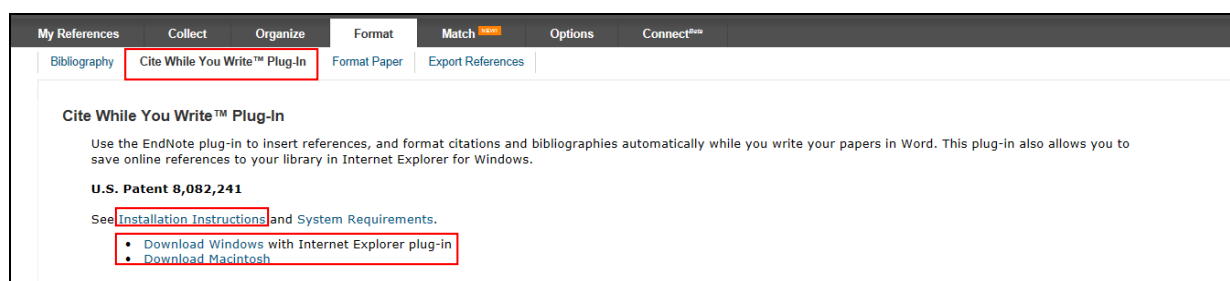 My References Collect Organize Format Match NEW! Options Connect Beta
Bibliography Cite While You Write™ Plug-In Format Paper Export References
Cite While You Write™ Plug-In
Use the EndNote plug-in to insert references, and format citations and bibliographies automatically while you write your papers in Word. This plug-in also allows you to
save online references to your library in Internet Explorer for Windows.
U.S. Patent 8,082,241
See Installation Instructions and System Requirements.
• Download Windows with Internet Explorer plug-in
• Download Macintosh